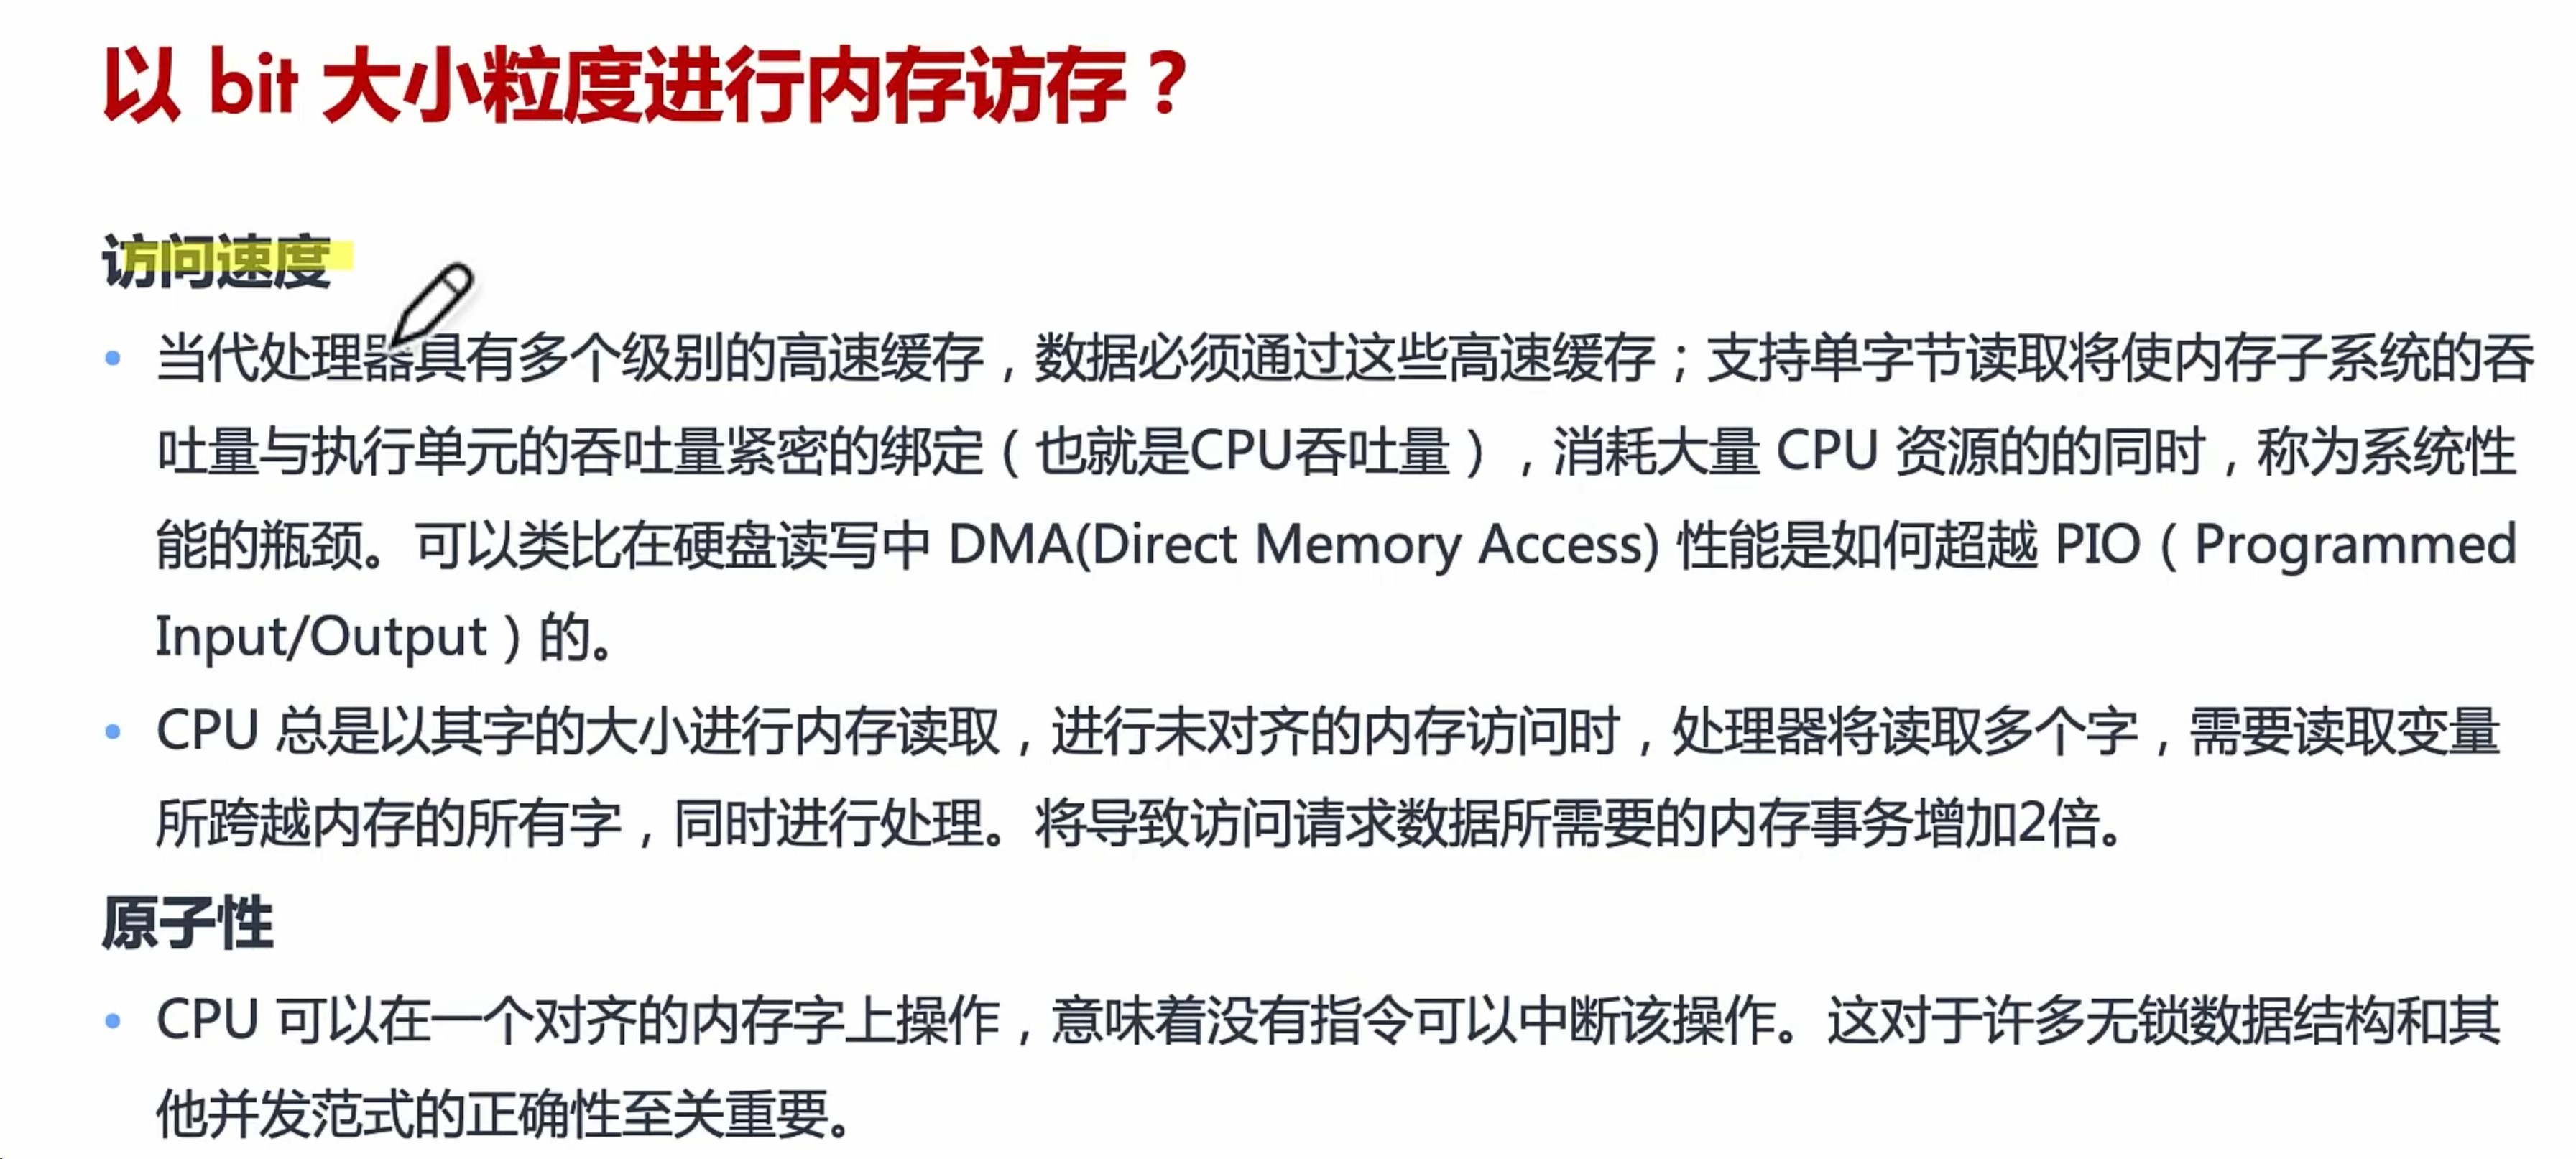 以 bit 大小粒度进行内存访存？
访问速度
• 当代处理器具有多个级别的高速缓存，数据必须通过这些高速缓存；支持单字节读取将使内存子系统的吞
吐量与执行单元的吞吐量紧密的绑定（也就是CPU吞吐量），消耗大量 CPU 资源的的同时，称为系统性
能的瓶颈。可以类比在硬盘读写中 DMA(Direct Memory Access) 性能是如何超越 PIO（Programmed
Input/Output）的。
• CPU 总是以其字的大小进行内存读取，进行未对齐的内存访问时，处理器将读取多个字，需要读取变量
所跨越内存的所有字，同时进行处理。将导致访问请求数据所需要的内存事务增加2倍。
原子性
• CPU 可以在一个对齐的内存字上操作，意味着没有指令可以中断该操作。这对于许多无锁数据结构和其
他并发范式的正确性至关重要。